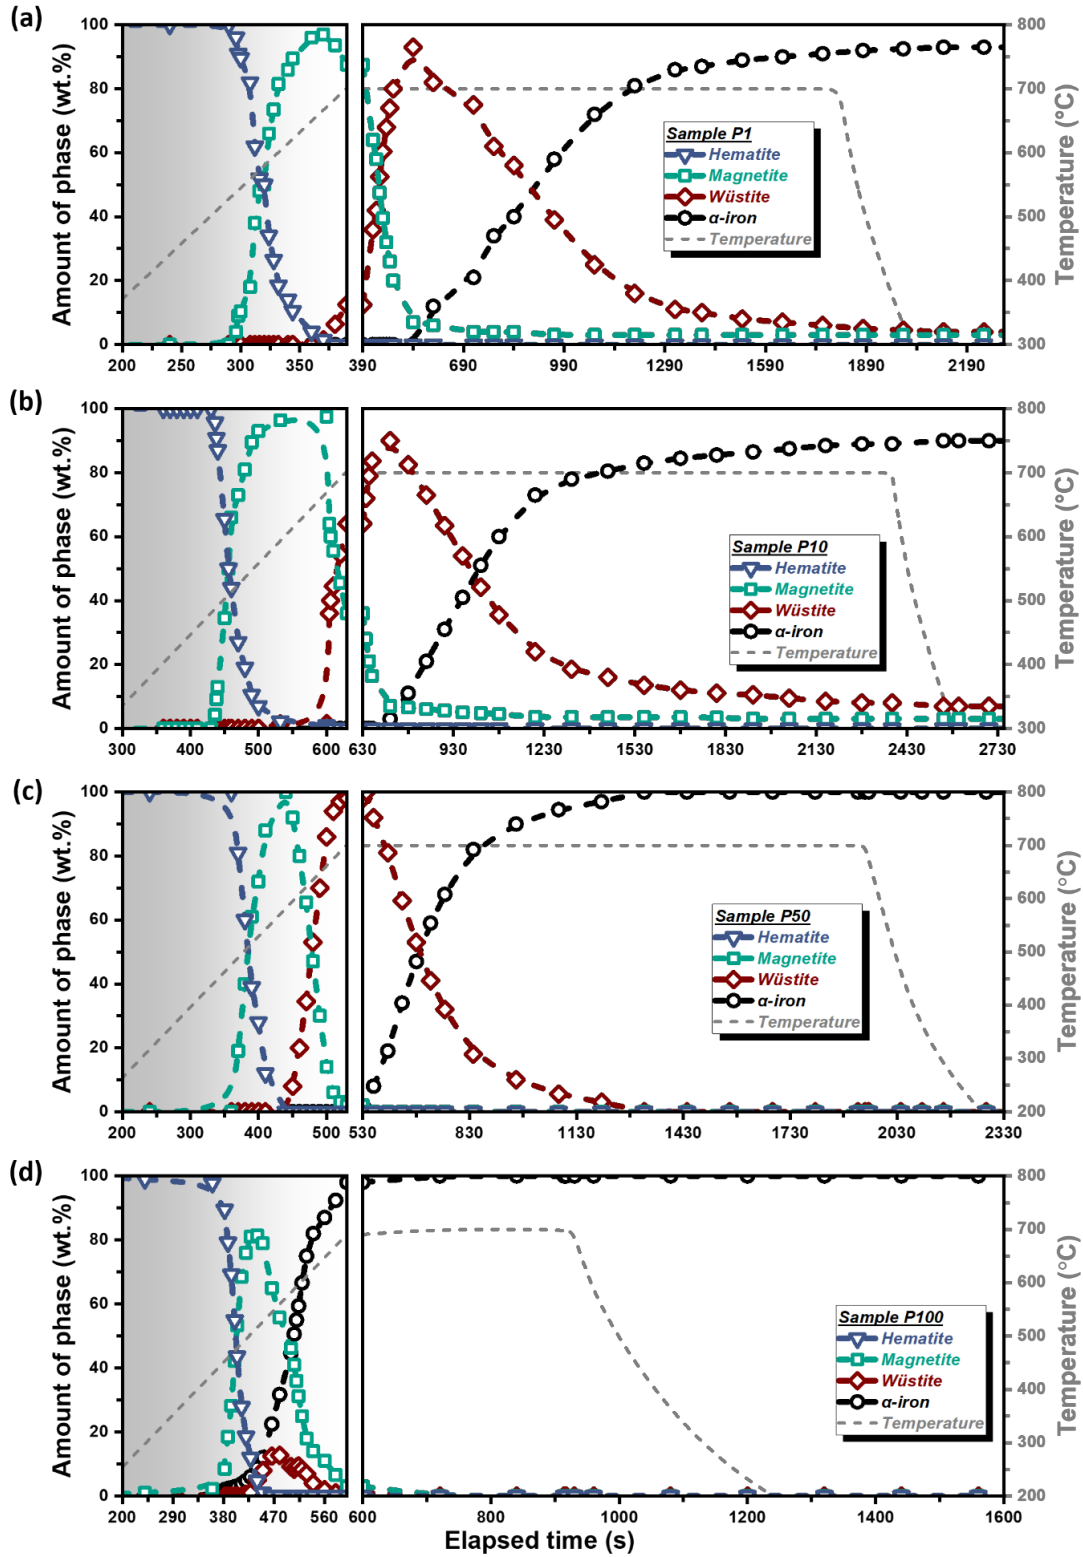 (a)
Amount of phase (wt.%)
100
80
60
40
20
0
200
250
300
350
390
690
990
1290
1590
1890
2190
800
700
600
500
400
300
Temperature (°C)
Sample P1
Hematite
Magnetite
Wüstite
α-iron
Temperature
(b)
Amount of phase (wt.%)
100
80
60
40
20
0
300
400
500
600
630
930
1230
1530
1830
2130
2430
2730
800
700
600
500
400
300
Temperature (°C)
Sample P10
Hematite
Magnetite
Wüstite
α-iron
Temperature
(c)
Amount of phase (wt.%)
100
80
60
40
20
0
200
300
400
500
530
830
1130
1430
1730
2030
2330
800
700
600
500
400
300
200
Temperature (°C)
Sample P50
Hematite
Magnetite
Wüstite
α-iron
Temperature
(d)
Amount of phase (wt.%)
100
80
60
40
20
0
200
290
380
470
560
600
800
1000
1200
1400
1600
800
700
600
500
400
300
200
Temperature (°C)
Sample P100
Hematite
Magnetite
Wüstite
α-iron
Temperature
Elapsed time (s)